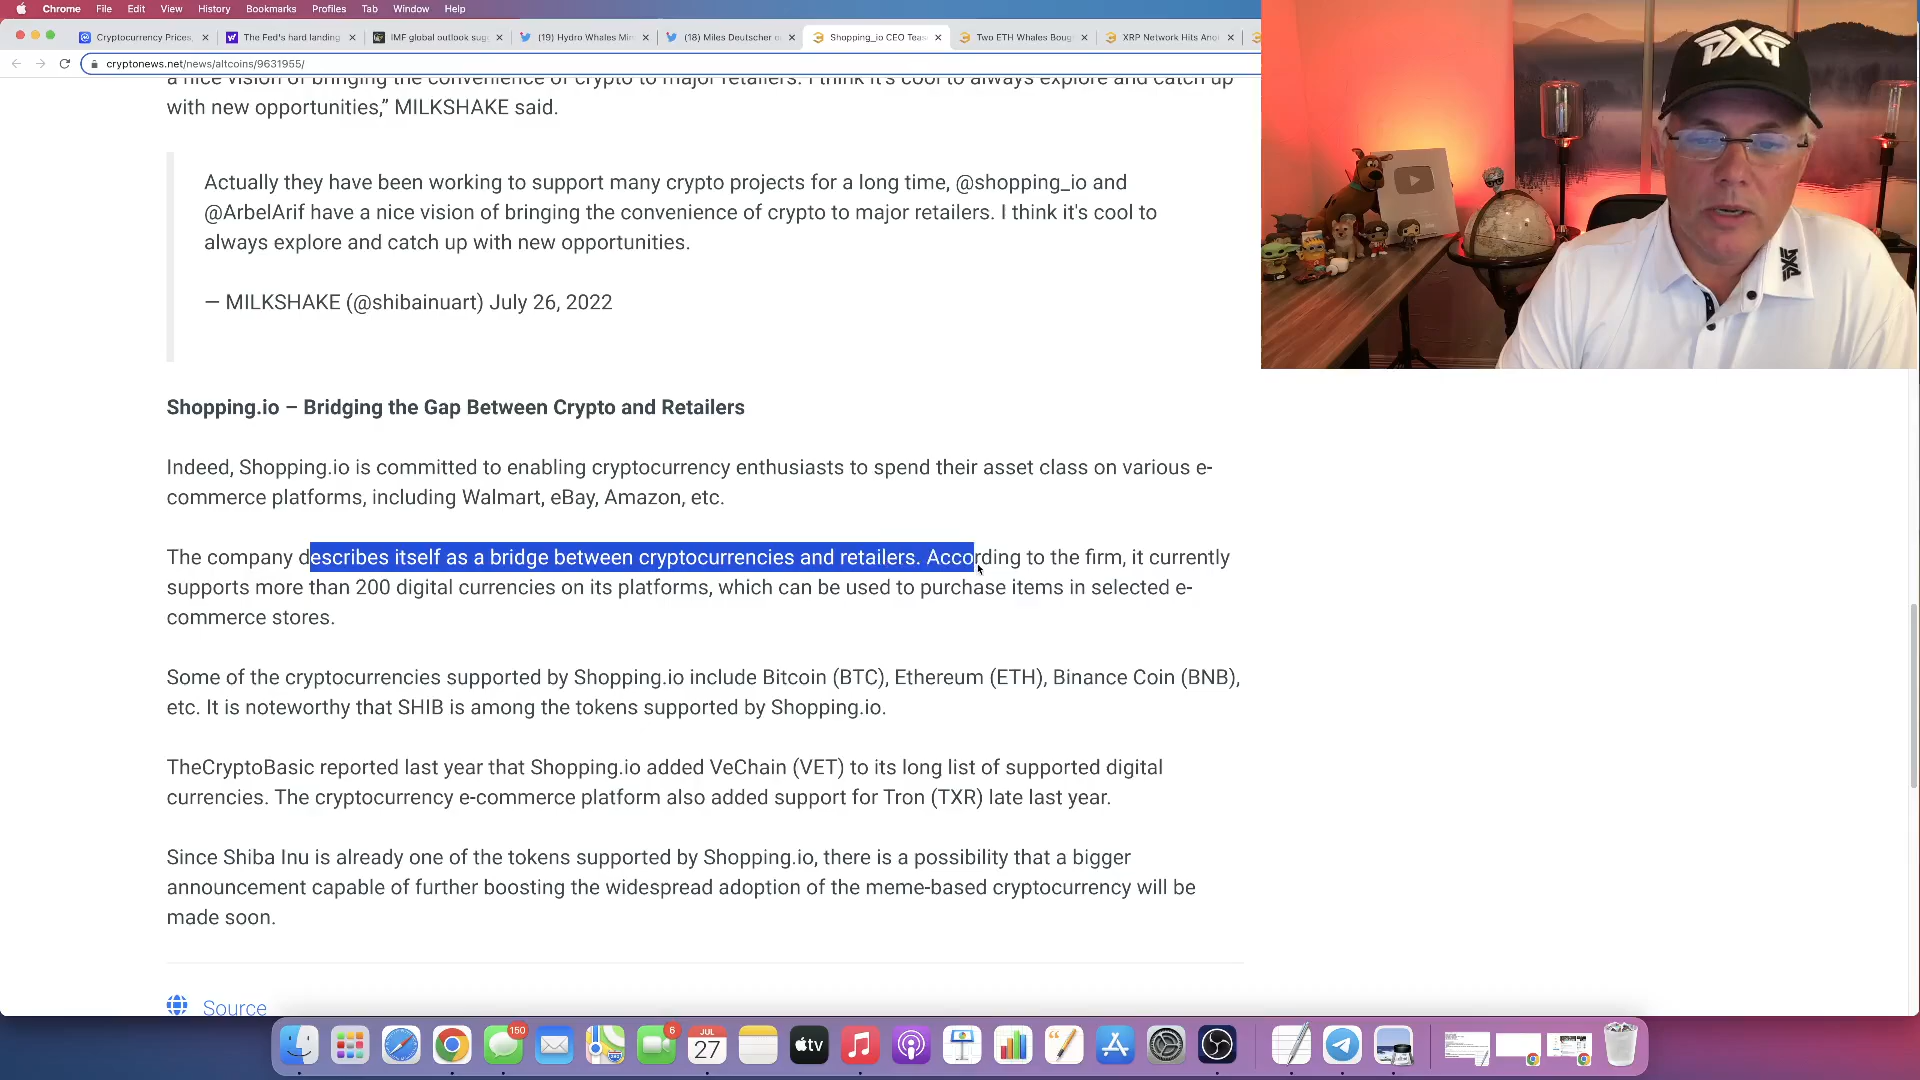 Chrome File Edit View History Bookmarks Profiles Tab Window Help
Cryptocurrency Prices,
The Fed's hard landing
IMF global outlook sug
(19) Hydro Whales Min
(18) Miles Deutscher o
Shopping_io CEO Teas
Two ETH Whales Boug
XRP Network Hits Ano
cryptonews.net/news/altcoins/9631955/
a nice vision of bringing the convenience of crypto to major retailers. I think it's cool to always explore and catch up
with new opportunities,” MILKSHAKE said.
Actually they have been working to support many crypto projects for a long time, @shopping_io and
@ArbelArif have a nice vision of bringing the convenience of crypto to major retailers. I think it's cool to
always explore and catch up with new opportunities.
— MILKSHAKE (@shibainuart) July 26, 2022
Shopping.io – Bridging the Gap Between Crypto and Retailers
Indeed, Shopping.io is committed to enabling cryptocurrency enthusiasts to spend their asset class on various e-
commerce platforms, including Walmart, eBay, Amazon, etc.
The company describes itself as a bridge between cryptocurrencies and retailers. According to the firm, it currently
supports more than 200 digital currencies on its platforms, which can be used to purchase items in selected e-
commerce stores.
Some of the cryptocurrencies supported by Shopping.io include Bitcoin (BTC), Ethereum (ETH), Binance Coin (BNB),
etc. It is noteworthy that SHIB is among the tokens supported by Shopping.io.
TheCryptoBasic reported last year that Shopping.io added VeChain (VET) to its long list of supported digital
currencies. The cryptocurrency e-commerce platform also added support for Tron (TXR) late last year.
Since Shiba Inu is already one of the tokens supported by Shopping.io, there is a possibility that a bigger
announcement capable of further boosting the widespread adoption of the meme-based cryptocurrency will be
made soon.
Source
PXG
PXG
150
6
JUL
27
tv